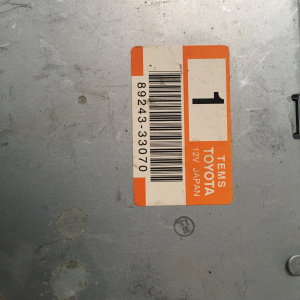 1
TEMS
TOYOTA
12V JAPAN
89243-33070